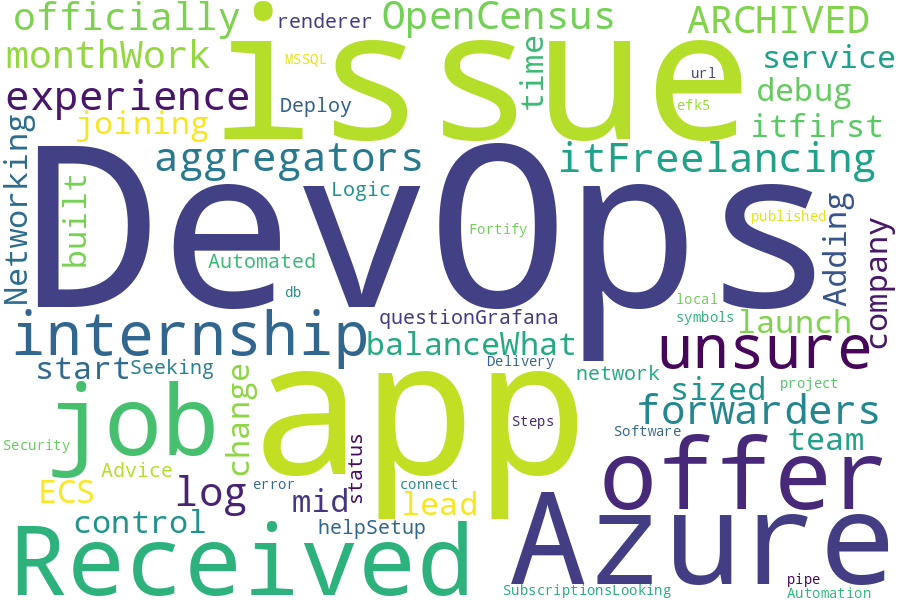 officially
renderer
OpenCensus
ARCHIVED
monthWork
issue
MSSQL
time
url
service
experience
Deploy
efk5
debug
joining
itfirst
Networking
aggregators
itFreelancing
DevOps
built
Logic
Adding
published
company
Fortify
Automated
db
local
symbols
launch
internship
questionGrafana
balanceWhat
unsure
start
Seeking
Delivery
network
app
change
sized
project
job
forwarders
Steps
Software
team
Security
Advice
status
offer
ECS
log
error
mid
connect
lead
control
helpSetup
Azure
Received
pipe
SubscriptionsLooking
Automation